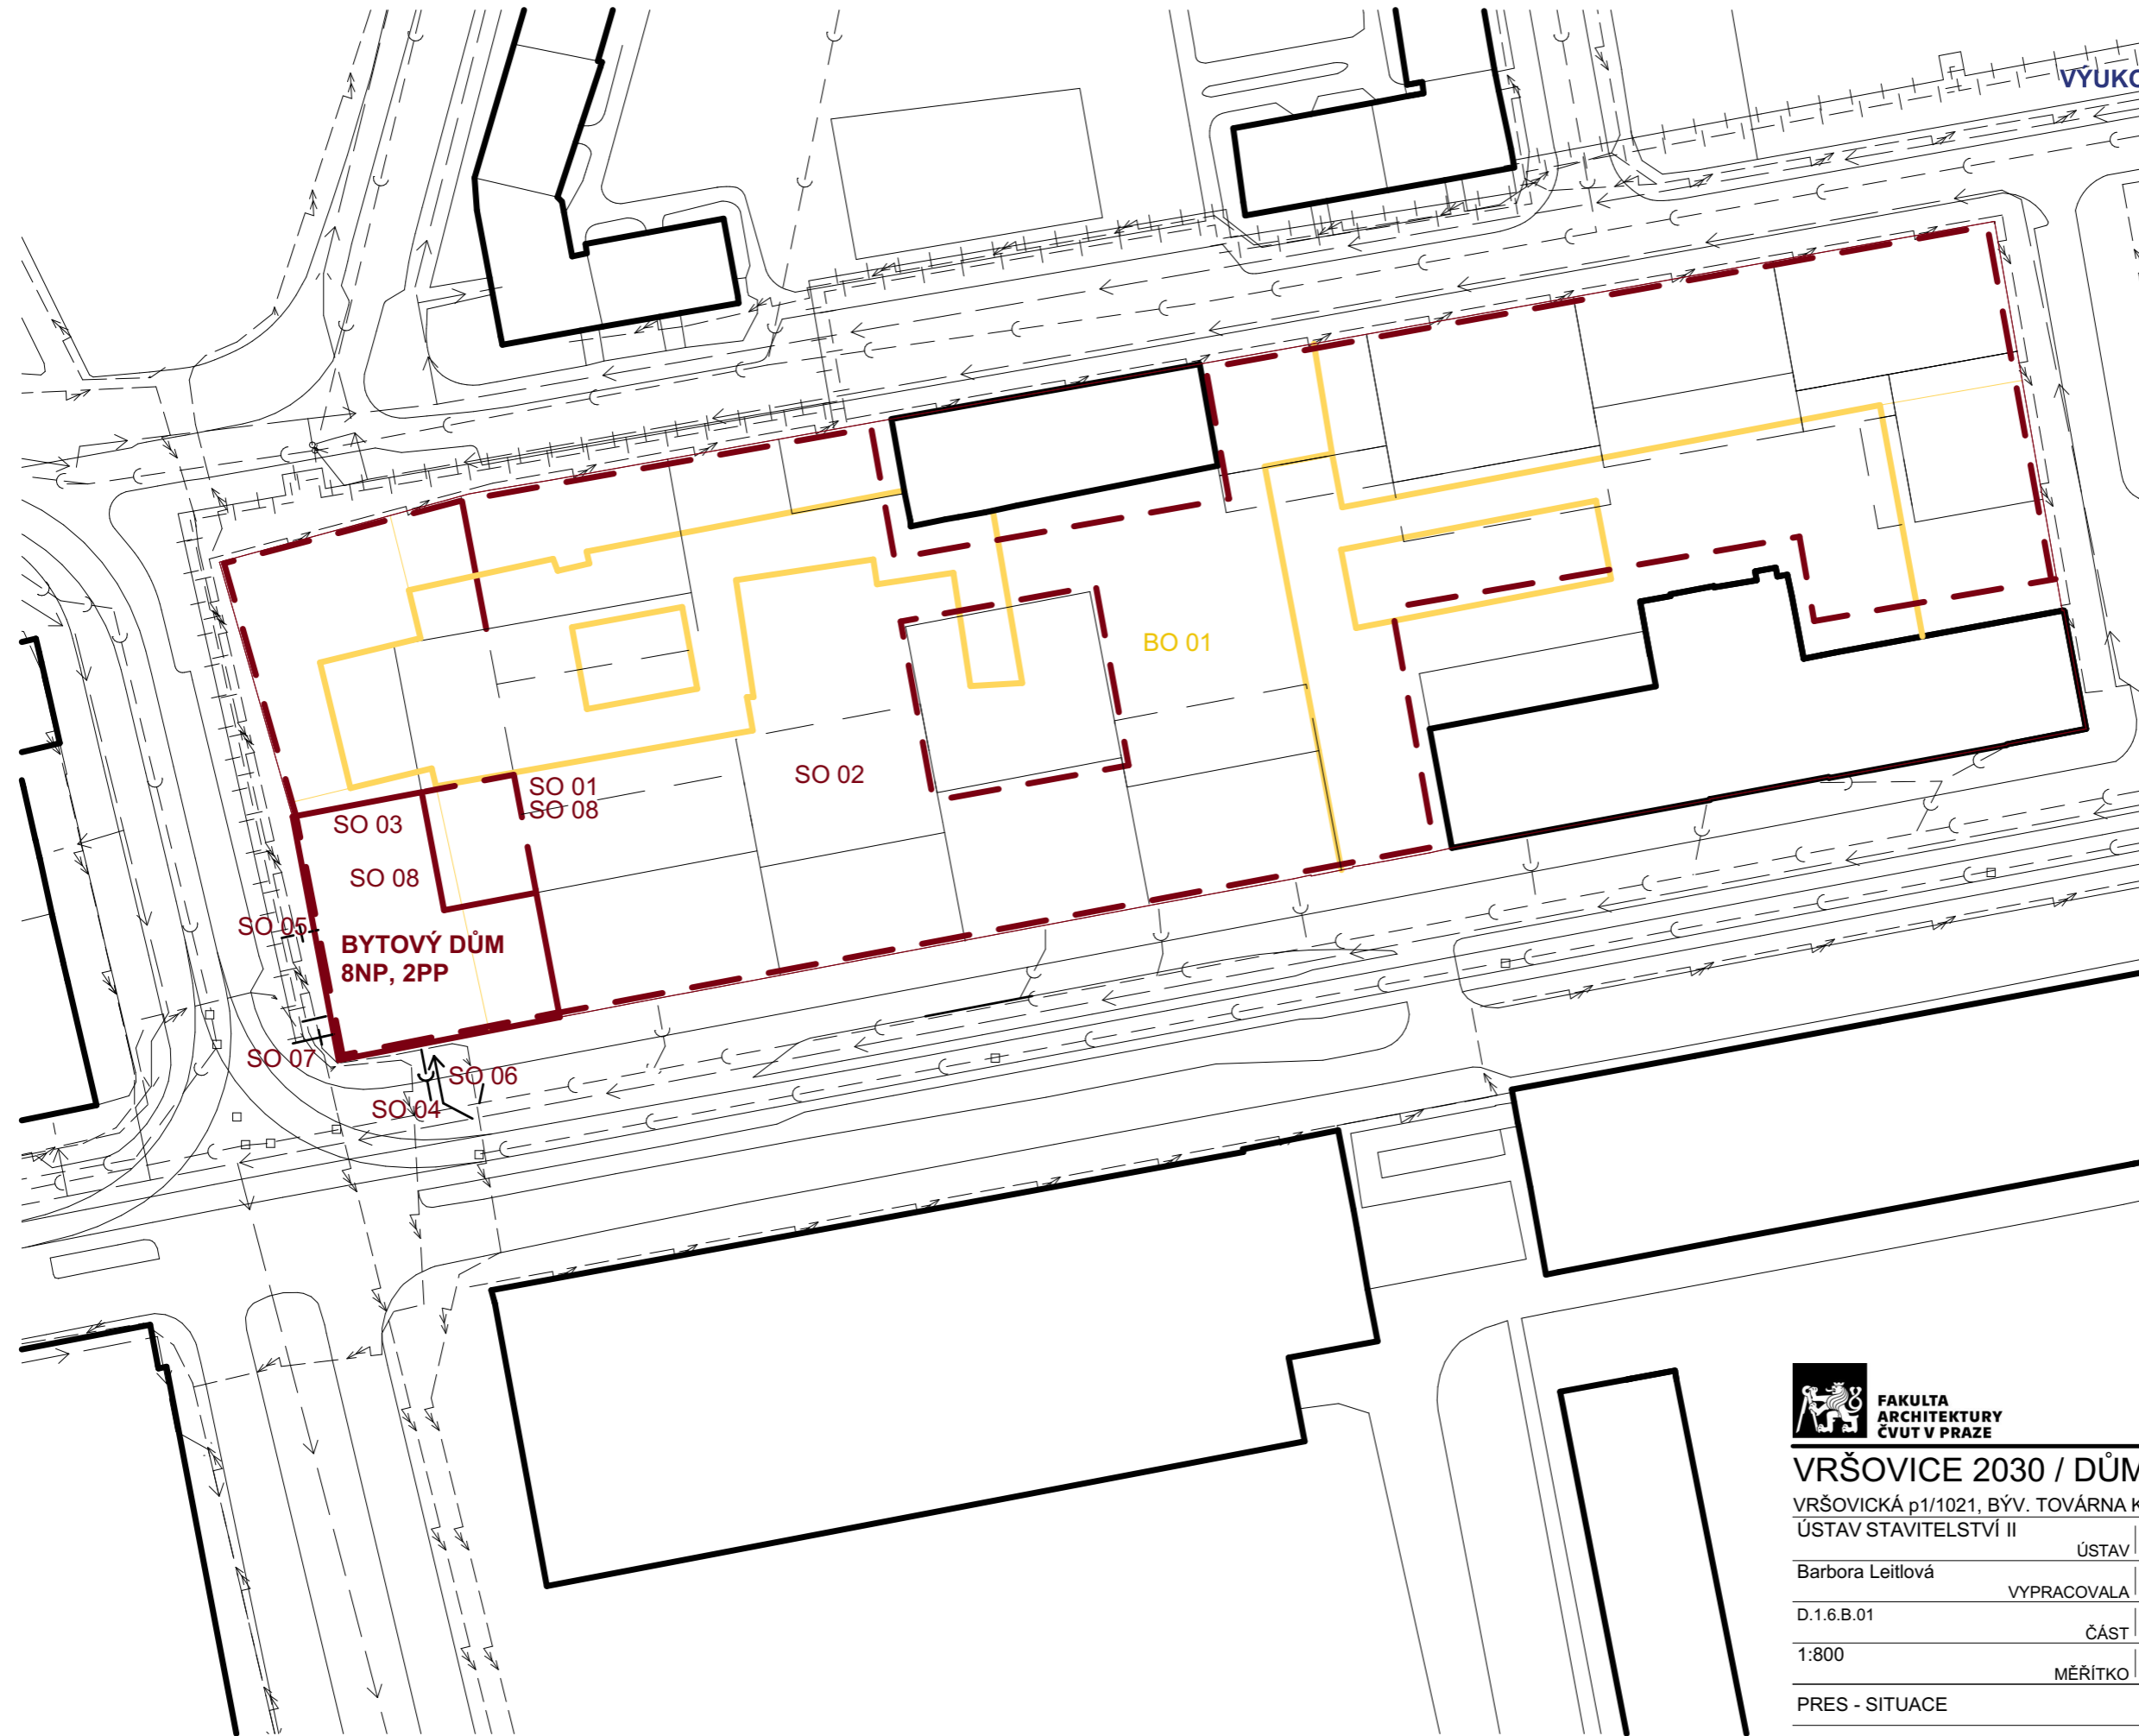 VÝUKO
BO 01
SO 02
SO 01
SO 08
SO 03
SO 08
SO 05
BYTOVÝ DŮM
8NP, 2PP
SO 07
SO 06
SO 04
FAKULTA
ARCHITEKTURY
ČVUT V PRAZE
VRŠOVICE 2030 / DŮM
VRŠOVICKÁ p1/1021, BÝV. TOVÁRNA K
ÚSTAV STAVITELSTVÍ II
ÚSTAV
Barbora Leitlová
VYPRACOVALA
D.1.6.B.01
ČÁST
1:800
MĚŘÍTKO
PRES - SITUACE